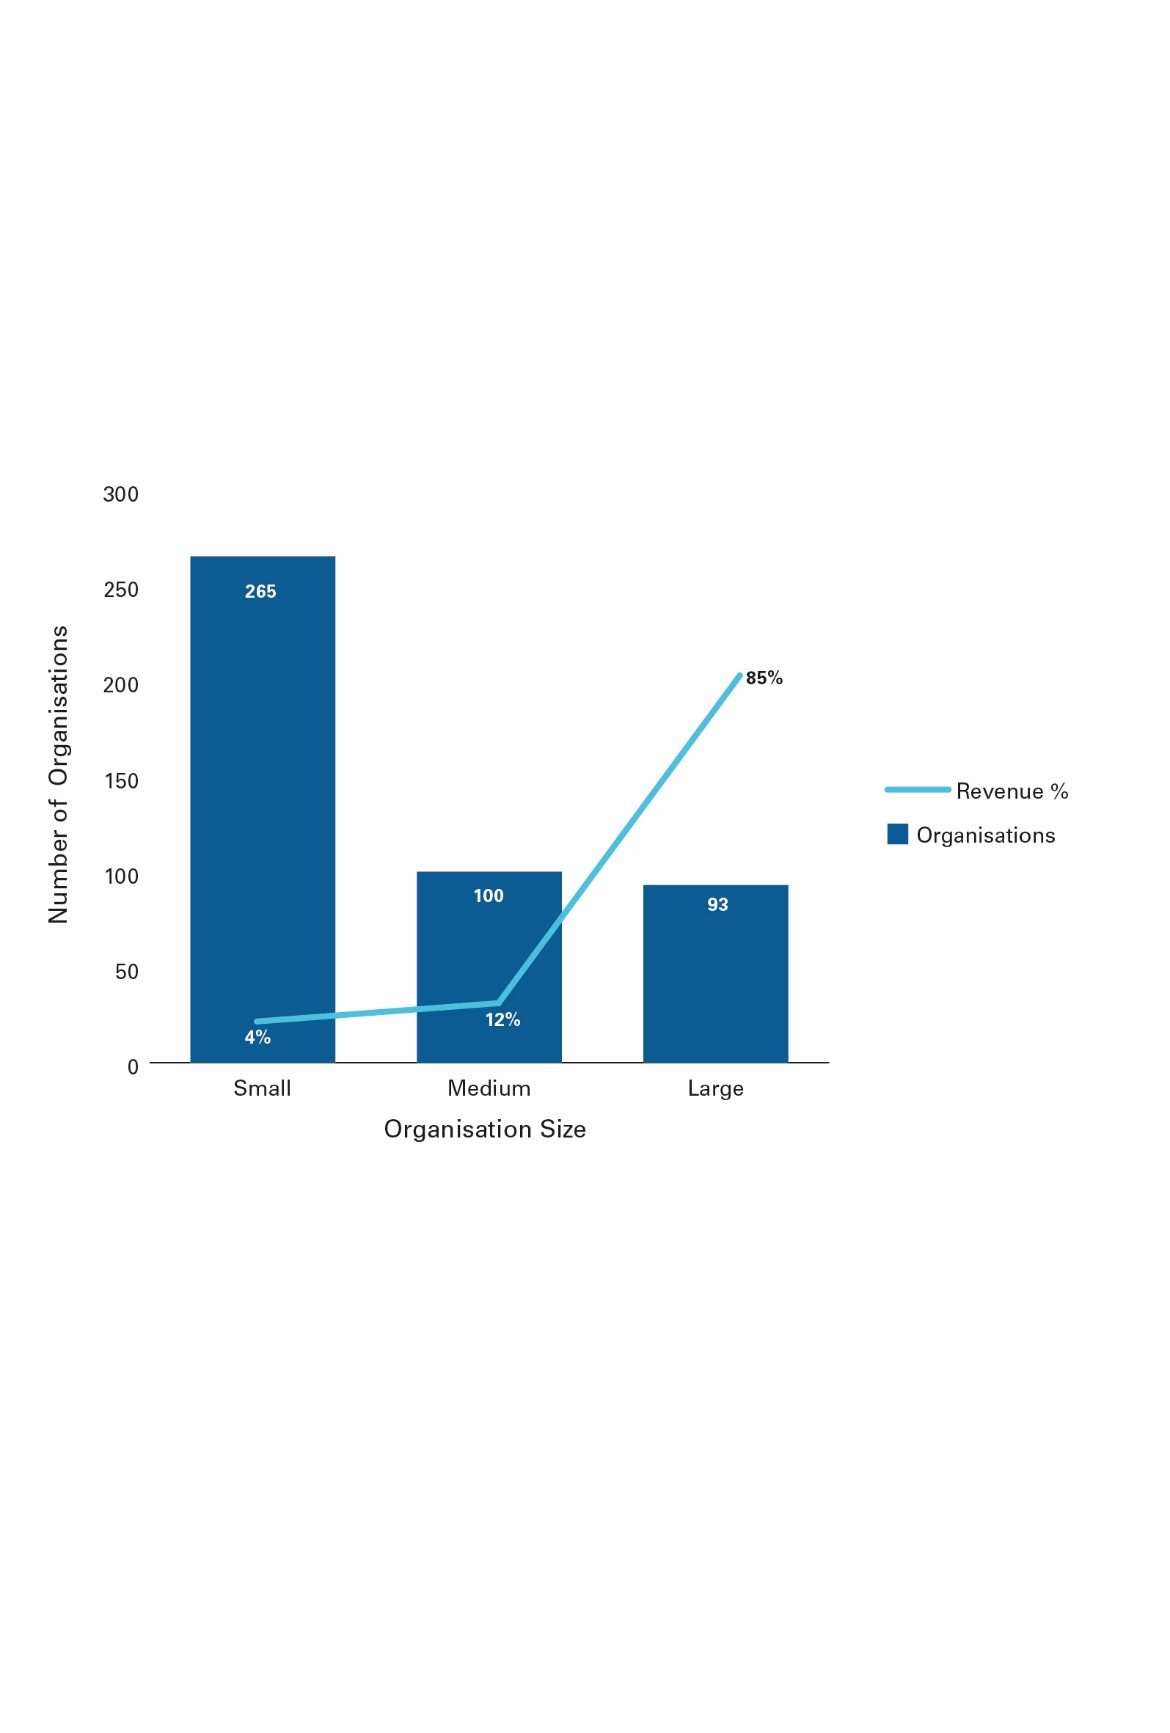 300
250
200
150
100
50
0
Number of Organisations
265
100
93
4%
12%
85%
Small
Medium
Large
Organisation Size
Revenue %
Organisations